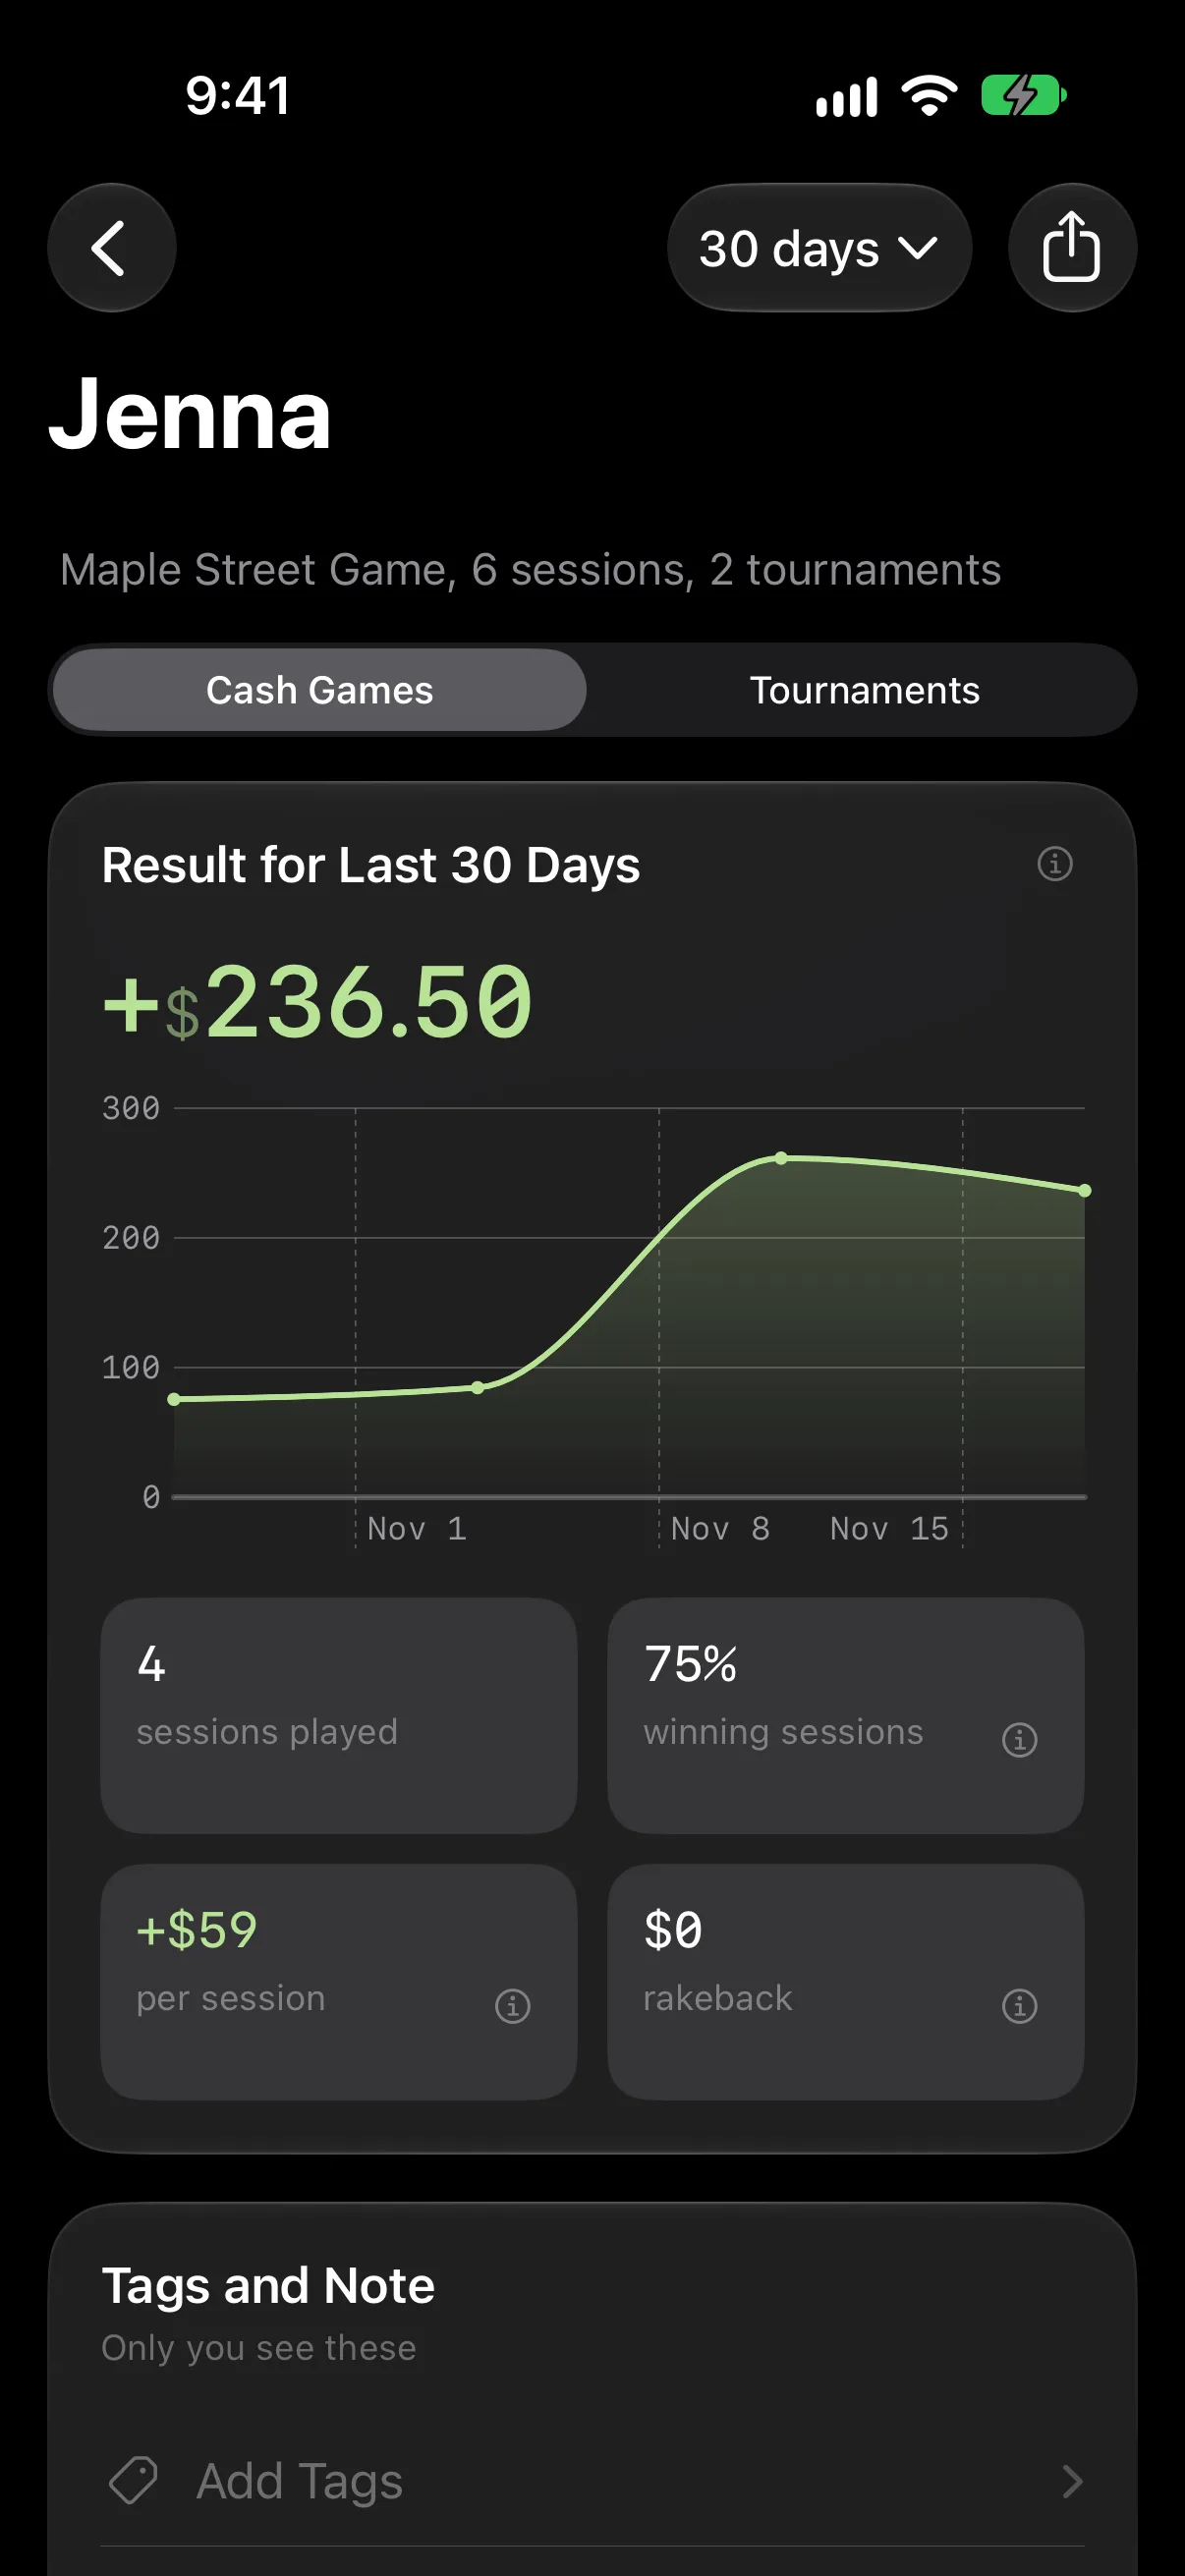 9:41
30 days
Jenna
Maple Street Game, 6 sessions, 2 tournaments
Cash Games
Tournaments
Result for Last 30 Days
+$236.50
300
200
100
0
Nov 1
Nov 8
Nov 15
4
sessions played
75%
winning sessions
+$59
per session
$0
rakeback
Tags and Note
Only you see these
Add Tags